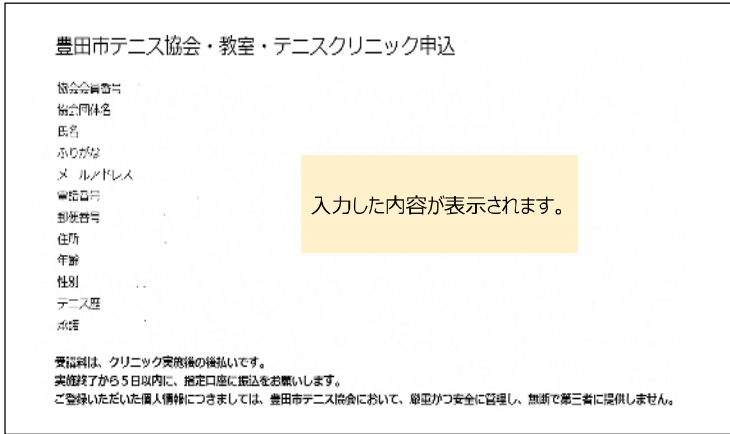 豊田市テニス協会・教室・テニスクリニック申込
協会会員番号
協会団体名
氏名
ふりがな
メールアドレス
電話番号
郵便番号
住所
年齢
性別
テニス歴
承諾
入力した内容が表示されます。
受講料は、クリニック実施後の後払いです。
実施終了から5日以内に、指定口座に振込をお願いします。
ご登録いただいた個人情報につきましては、豊田市テニス協会において、厳重かつ安全に管理し、無断で第三者に提供しません。